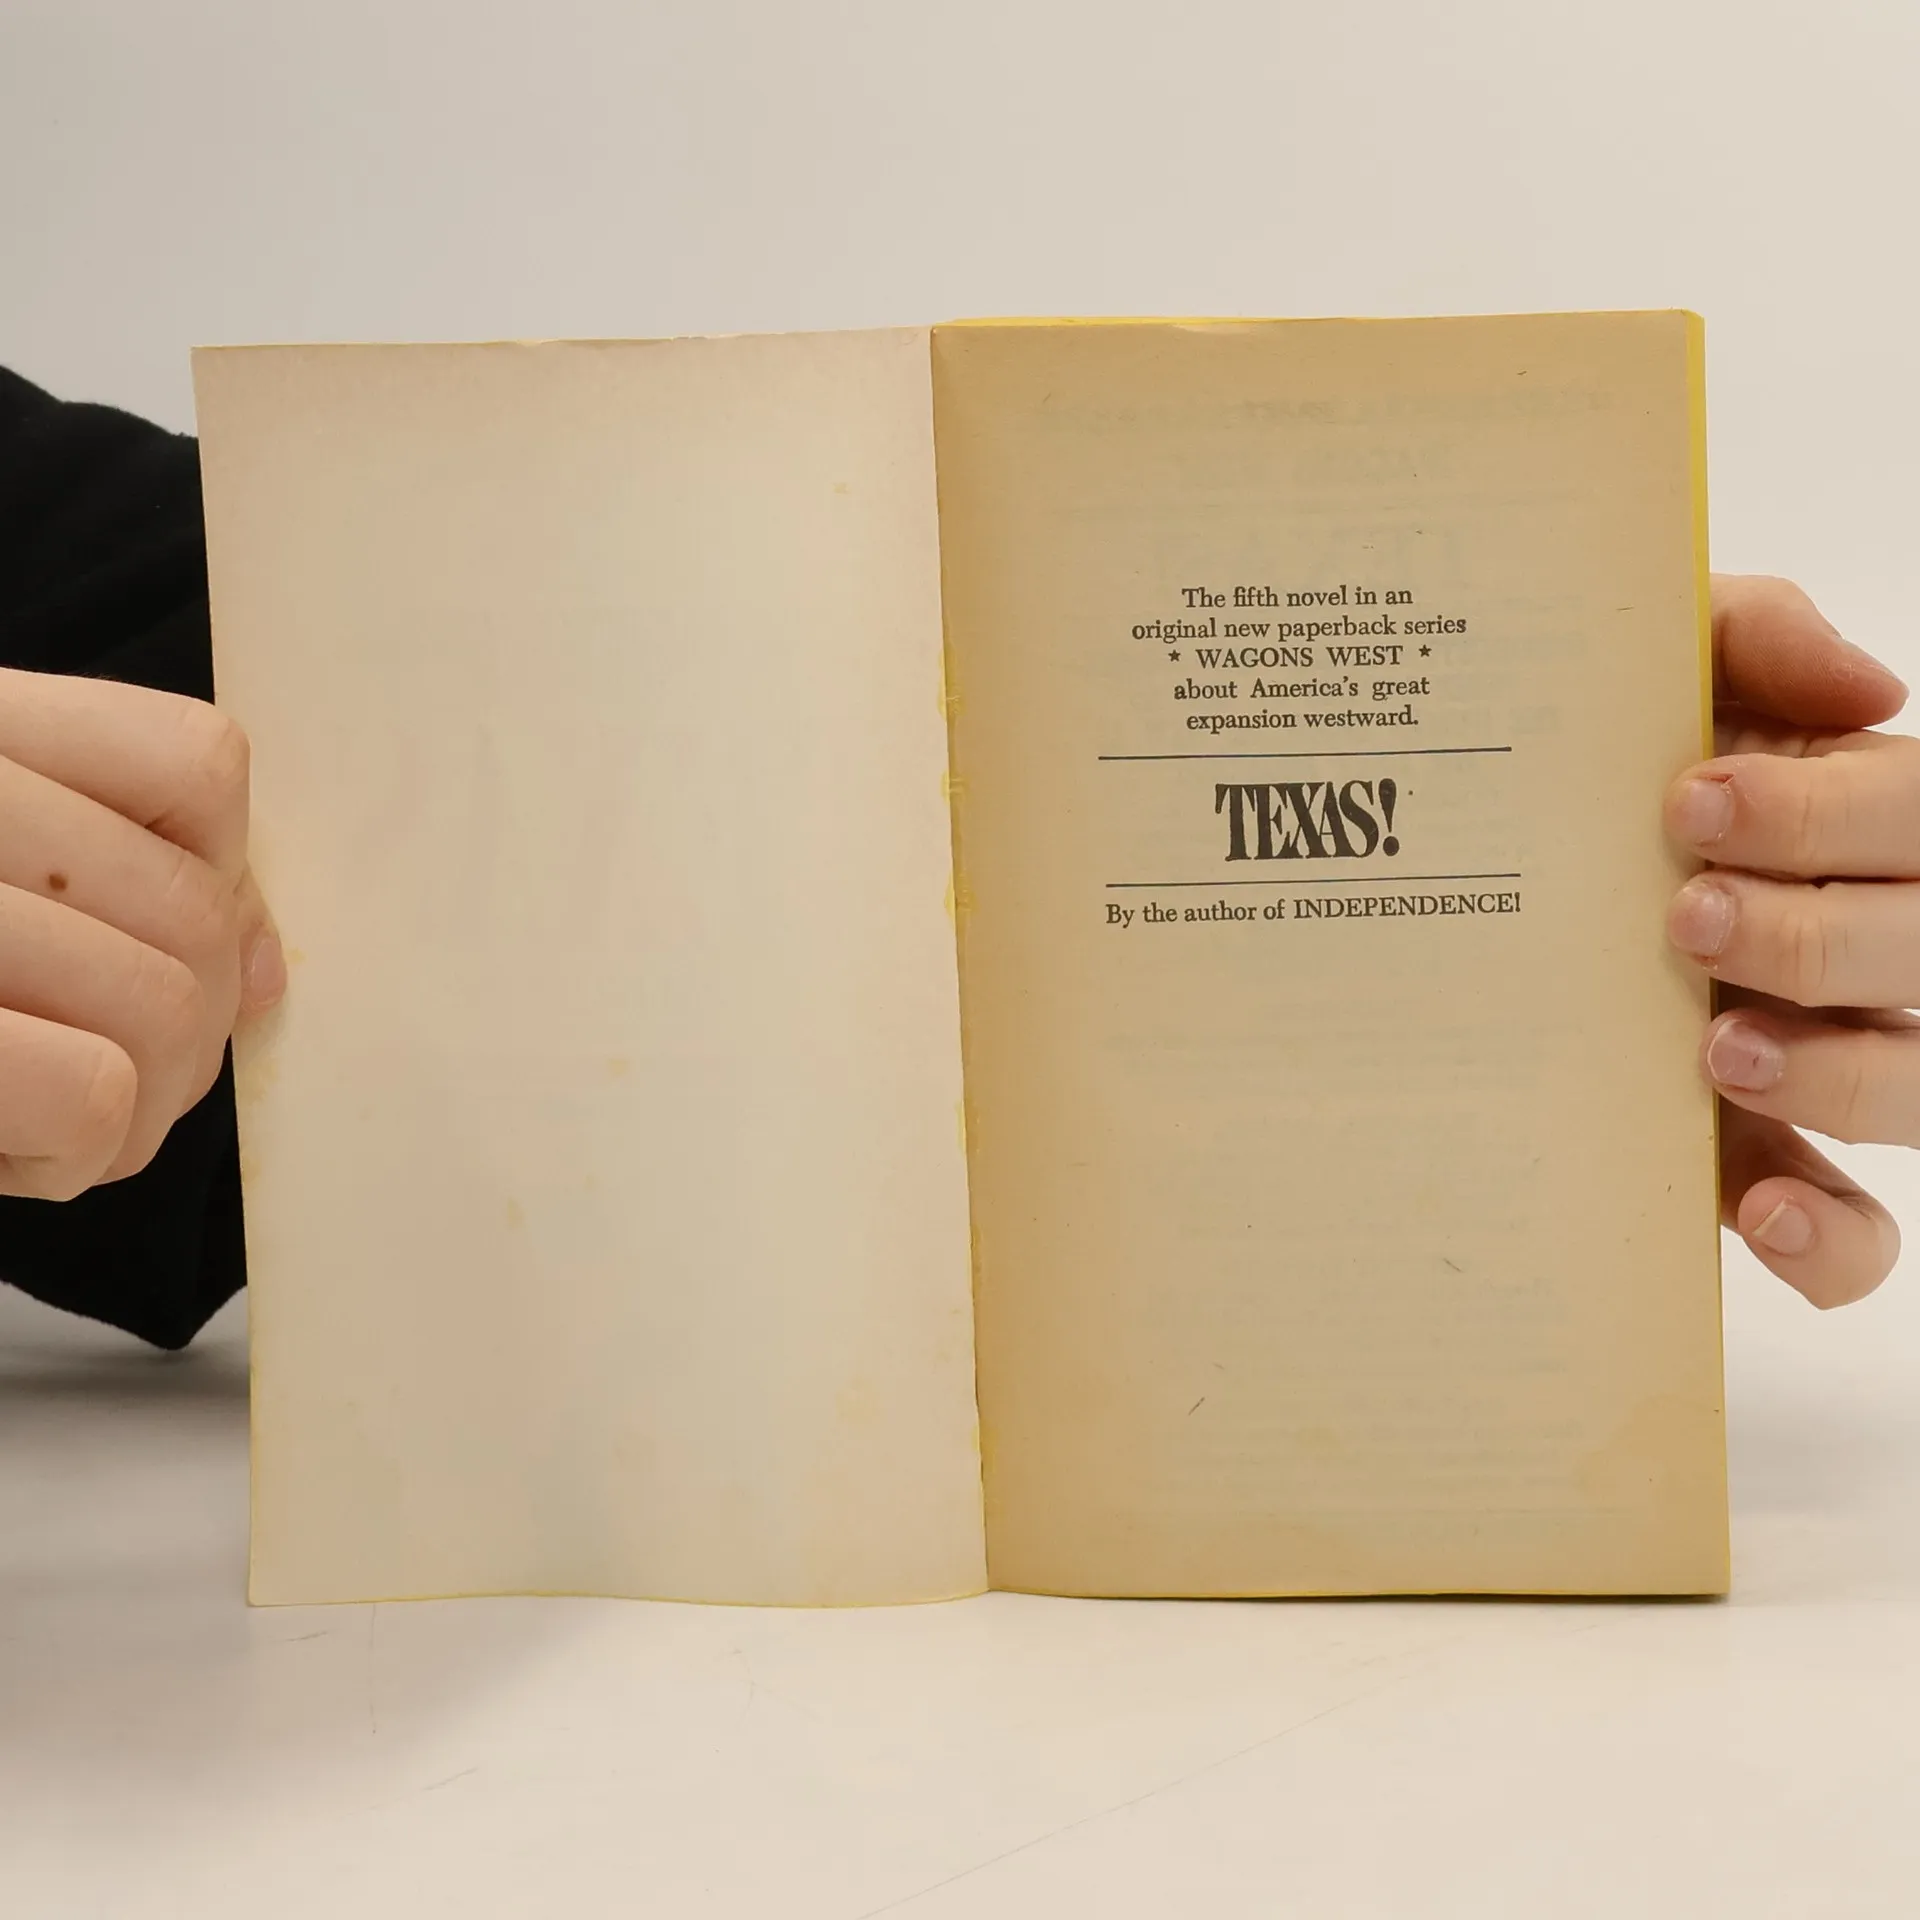 The fifth novel in an
original new paperback series
★ WAGONS WEST ★
about America's great
expansion westward.
TEXAS!
By the author of INDEPENDENCE!